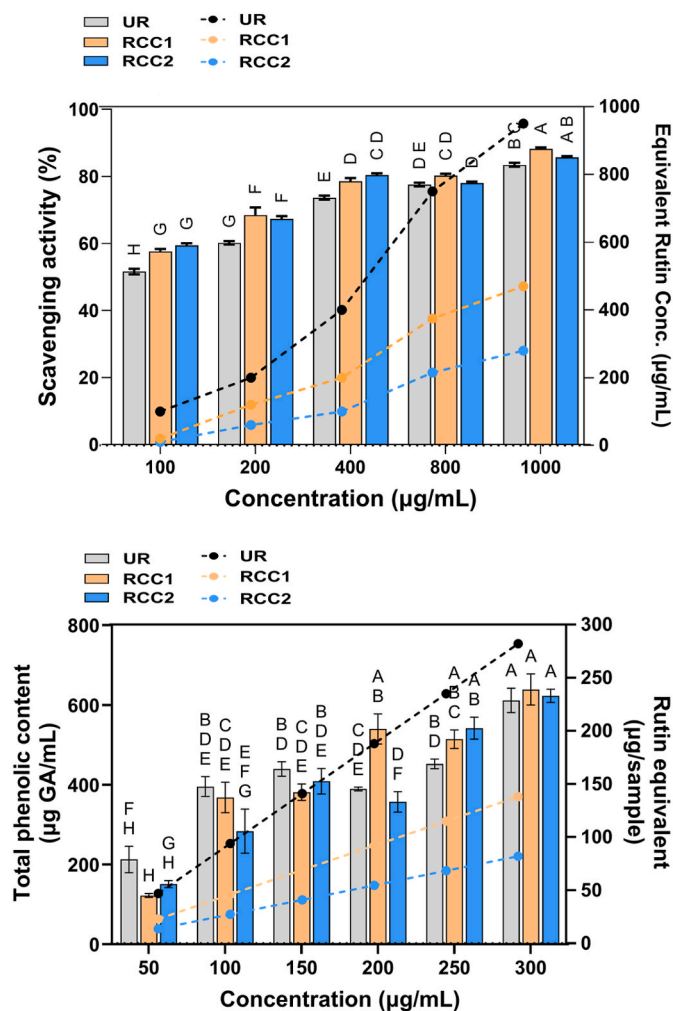 UR UR
RCC1 RCC1
RCC2 RCC2
Scavenging activity (%)
100
80
60
40
20
0
H G G
G F F
E D C D
D E C D D
B C A A B
1000
800
600
400
200
0
Equivalent Rutin Conc. (µg/mL)
100 200 400 800 1000
Concentration (µg/mL)
UR UR
RCC1 RCC1
RCC2 RCC2
Total phenolic content
(µg GA/mL)
800
600
400
200
0
F
H
H
G
H
B
D
E
C
D
E
E
F
G
B
D
C
D
E
B
D
E
C
D
E
A
B
D
F
B
D
A
B
C
A
B
A
A
A
300
250
200
150
100
50
0
Rutin equivalent
(µg/sample)
50 100 150 200 250 300
Concentration (µg/mL)